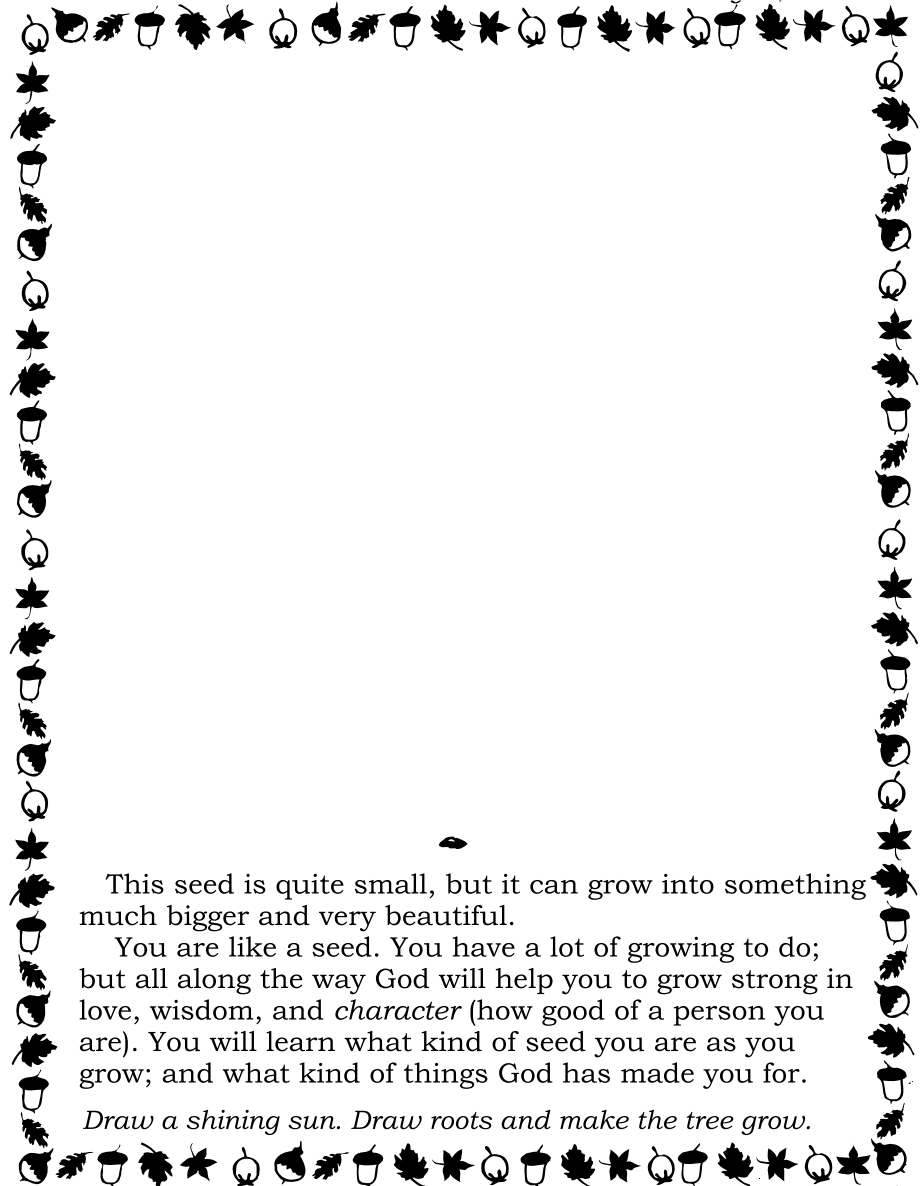 This seed is quite small, but it can grow into something
much bigger and very beautiful.
You are like a seed. You have a lot of growing to do;
but all along the way God will help you to grow strong in
love, wisdom, and character (how good of a person you
are). You will learn what kind of seed you are as you
grow; and what kind of things God has made you for.
Draw a shining sun. Draw roots and make the tree grow.